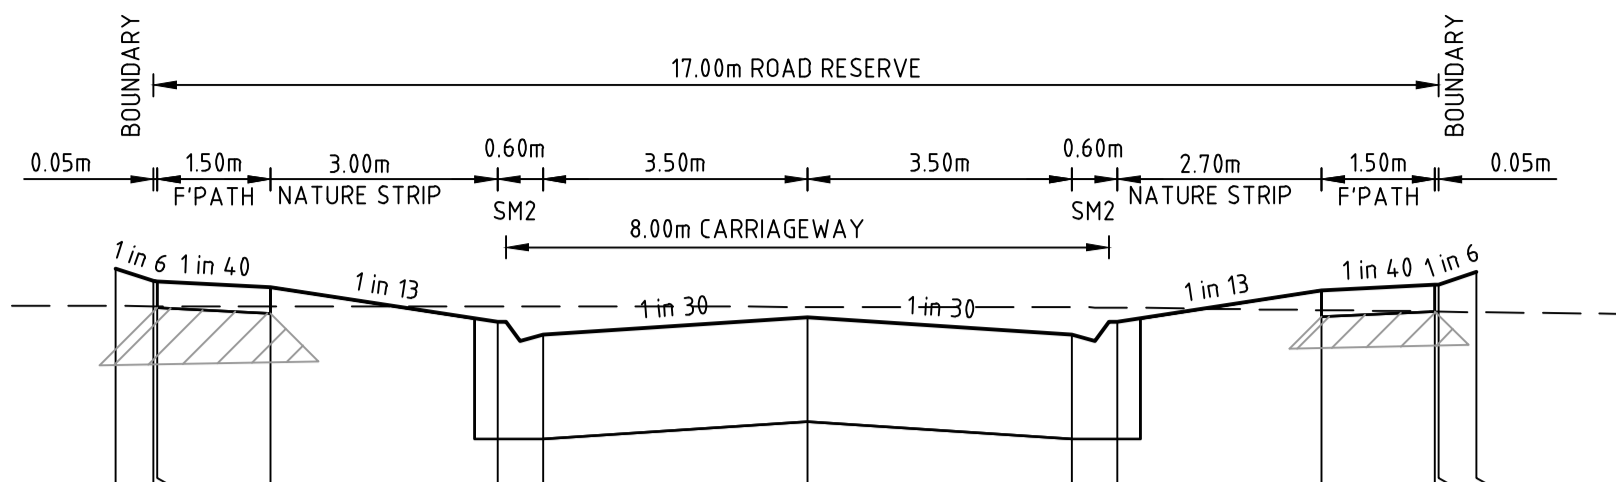 BOUNDARY
BOUNDARY
17.00m ROAD RESERVE
0.05m
1.50m
3.00m
0.60m
3.50m
3.50m
0.60m
2.70m
1.50m
0.05m
F'PATH
NATURE STRIP
SM2
SM2
NATURE STRIP
F'PATH
8.00m CARRIAGEWAY
1 in 6
1 in 40
1 in 13
1 in 30
1 in 30
1 in 13
1 in 40
1 in 6